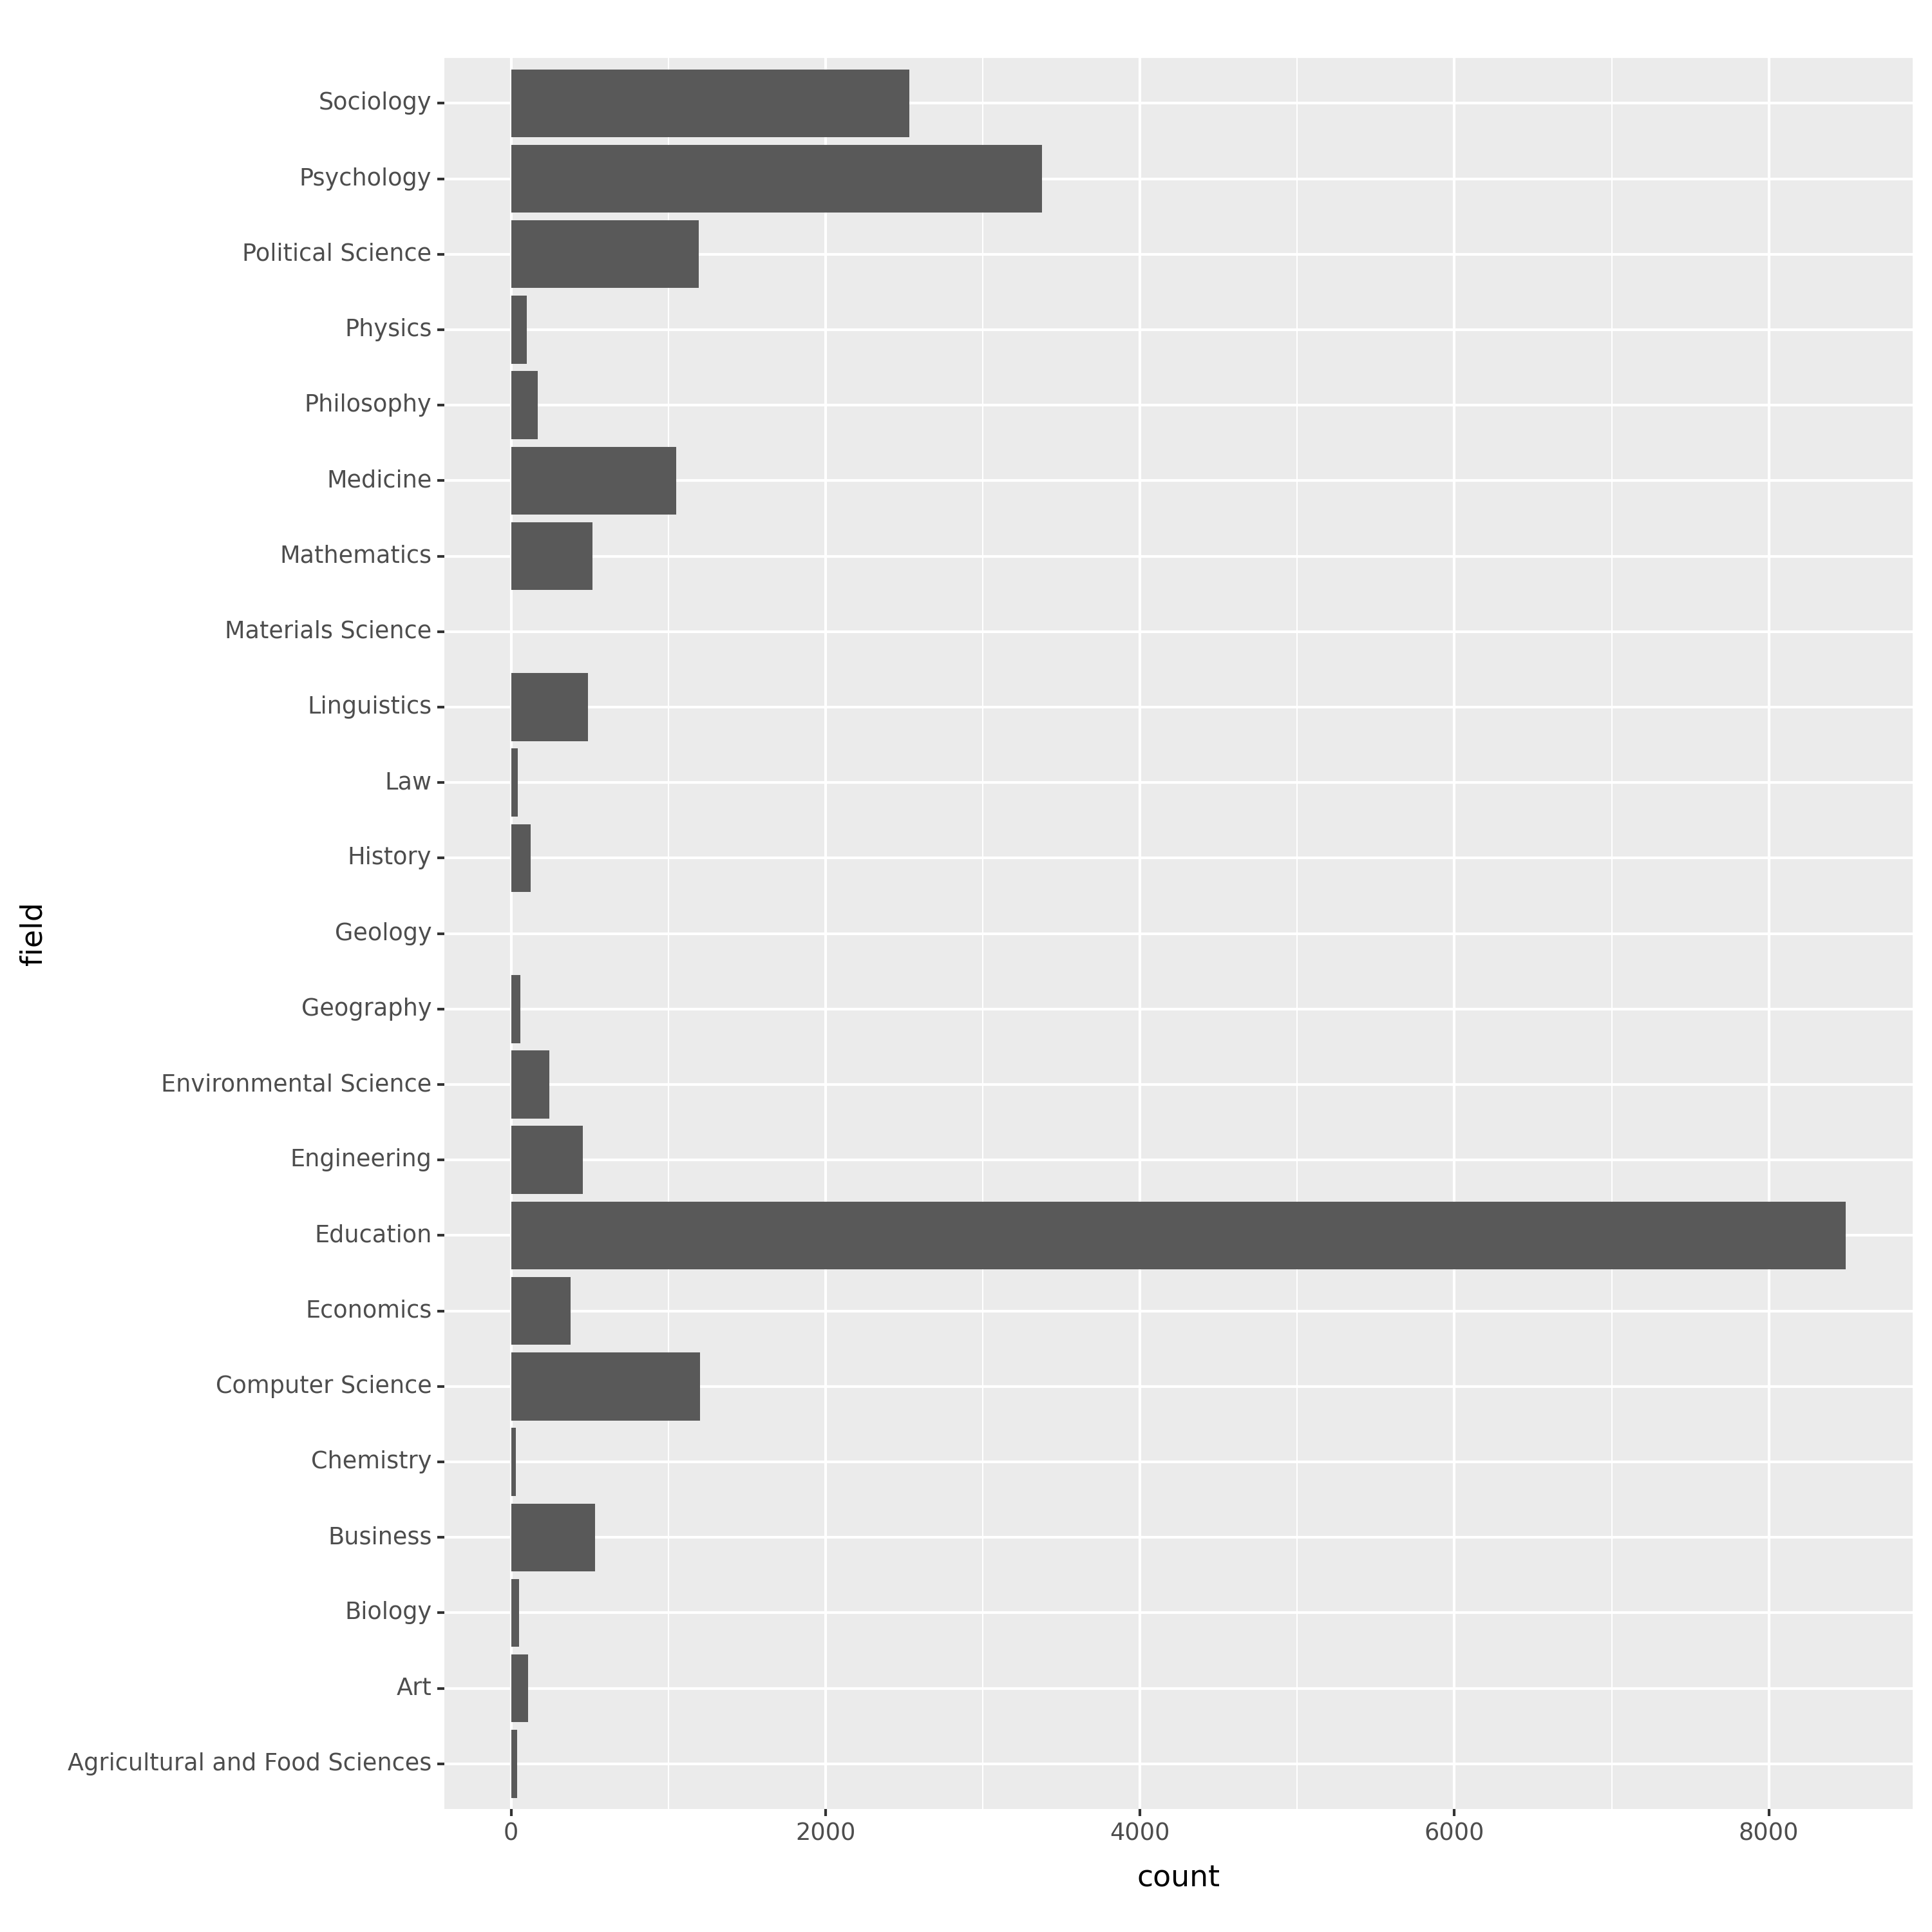 Sociology
Psychology
Political Science
Physics
Philosophy
Medicine
Mathematics
Materials Science
Linguistics
Law
History
Geology
Geography
Environmental Science
Engineering
Education
Economics
Computer Science
Chemistry
Business
Biology
Art
Agricultural and Food Sciences
field
0 2000 4000 6000 8000
count